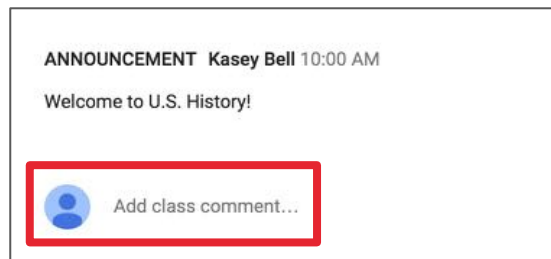 ANNOUNCEMENT Kasey Bell 10:00 AM
Welcome to U.S. History!
Add class comment...